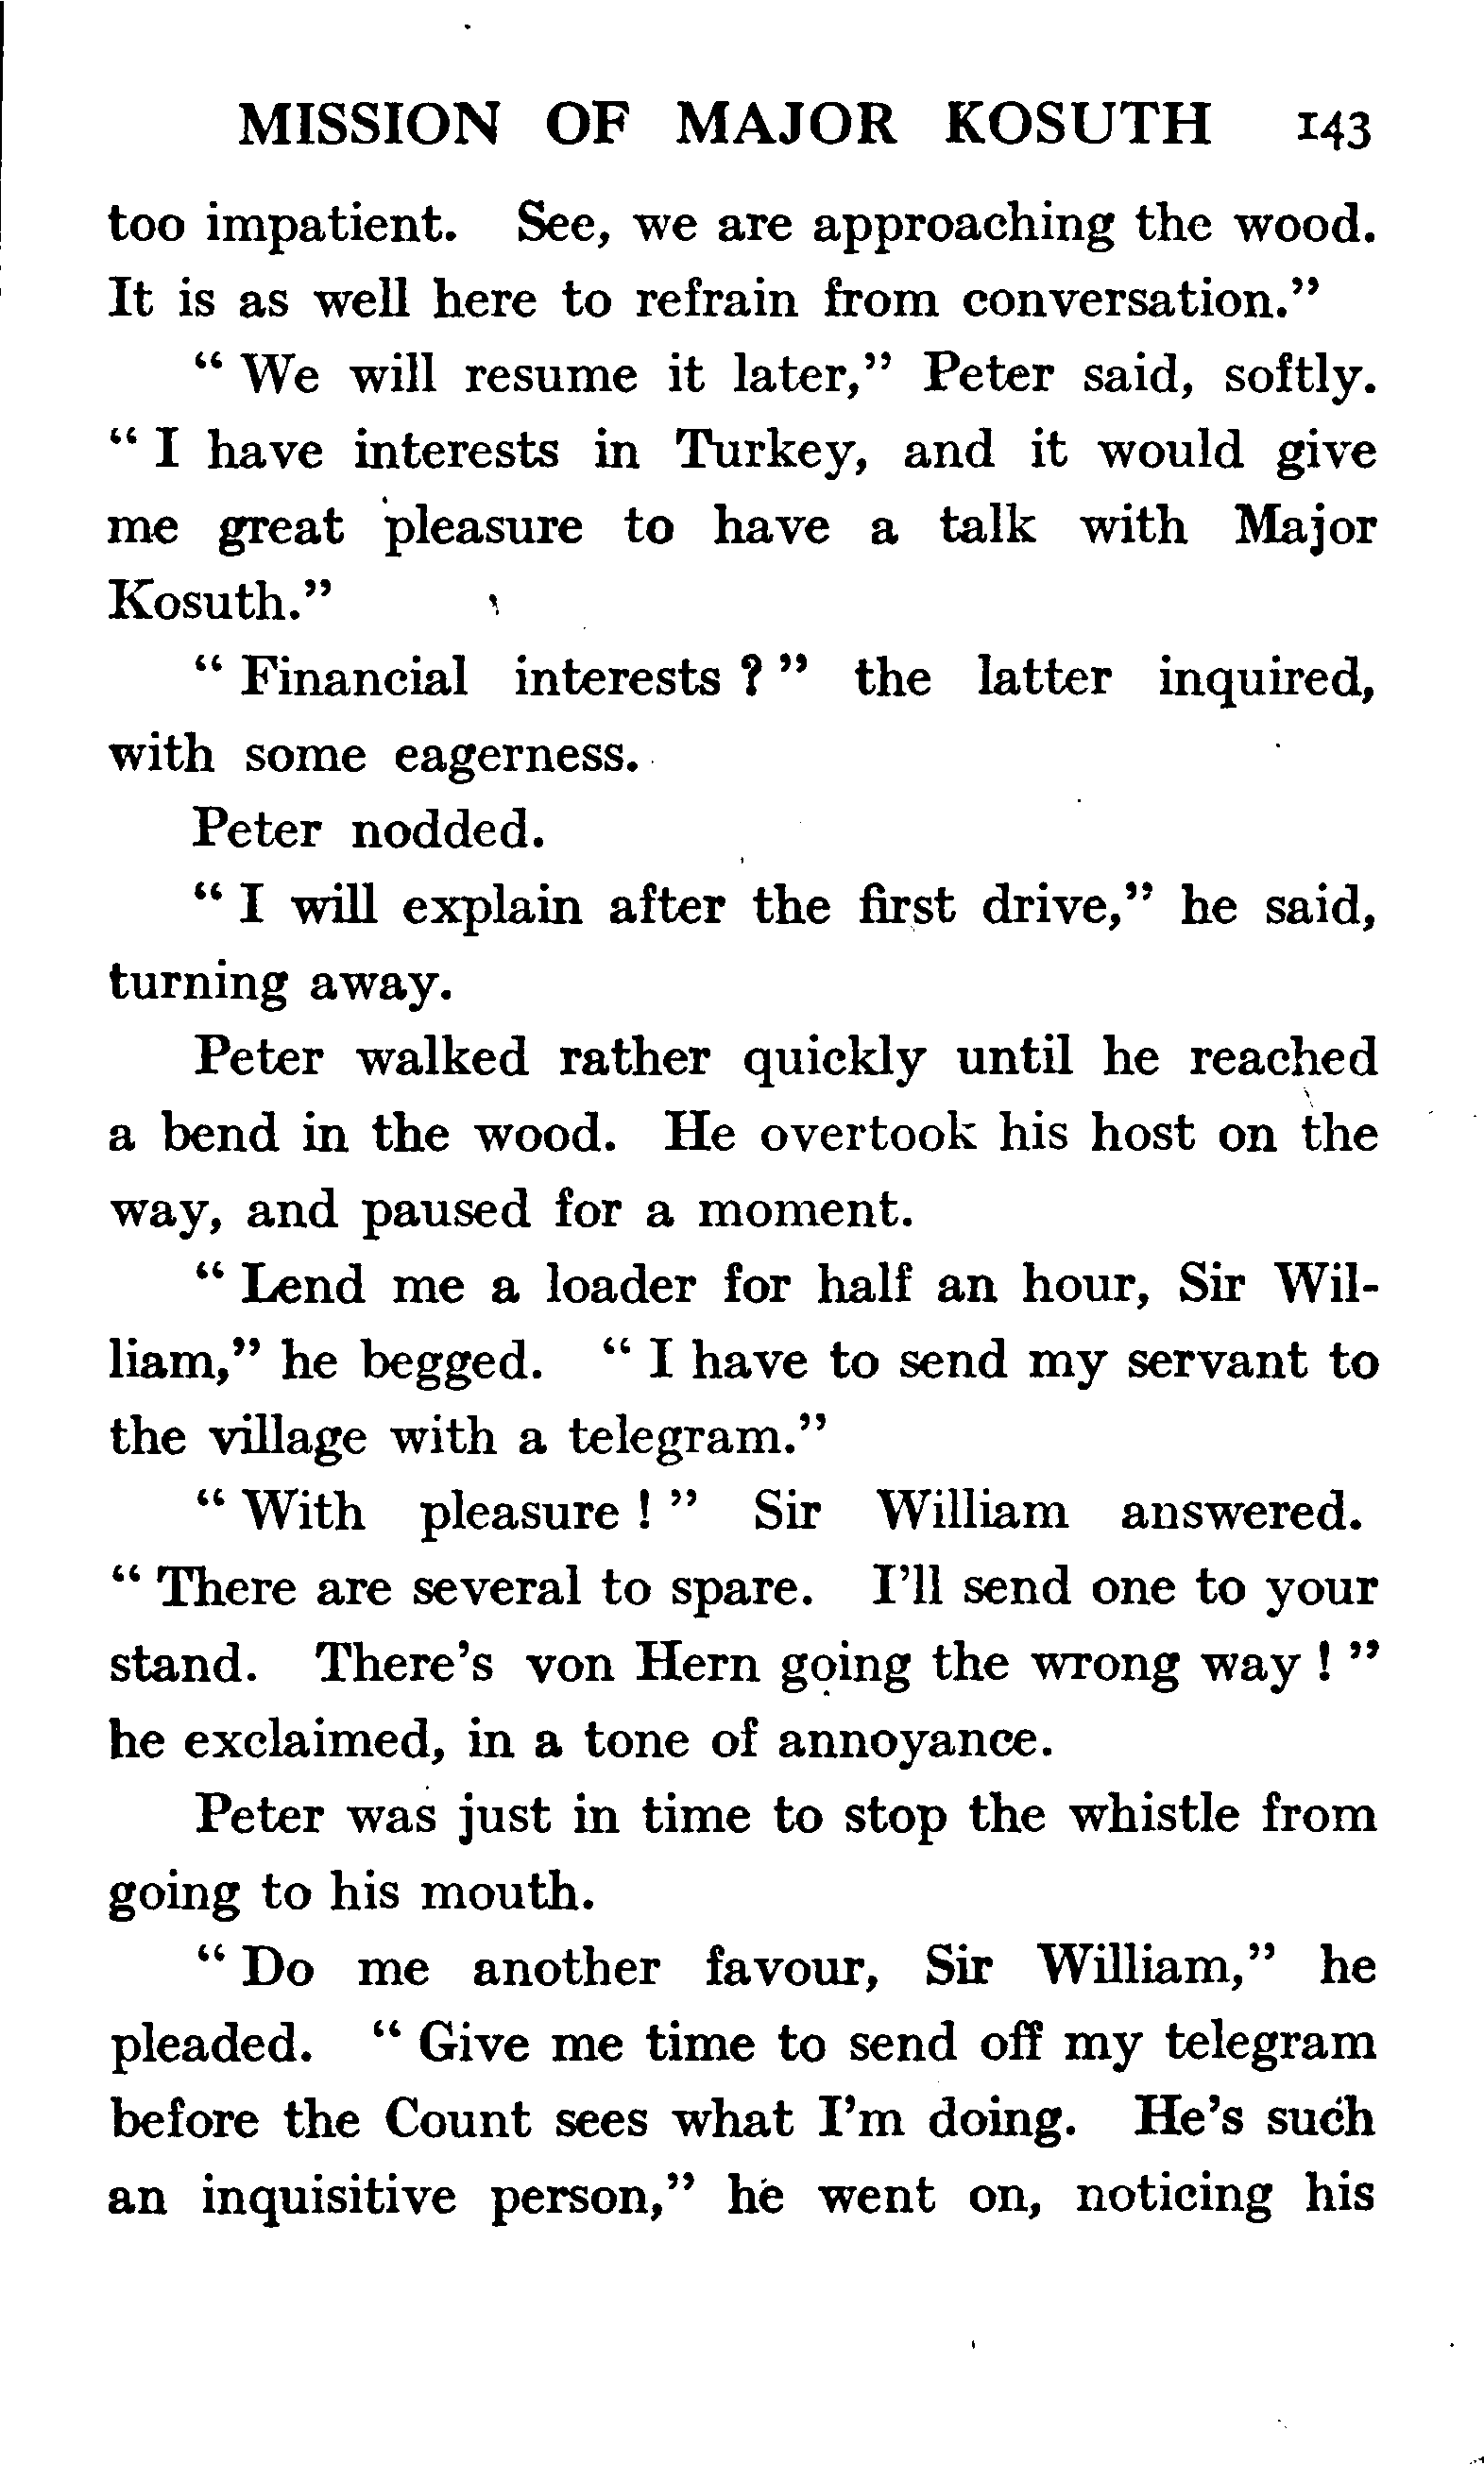 MISSION OF MAJOR KOSUTH 143
too impatient. See, we are approaching the wood.
It is as well here to refrain from conversation."
" We will resume it later," Peter said, softly.
" I have interests in Turkey, and it would give
me great pleasure to have a talk with Major
Kosuth."
" Financial interests ? " the latter inquired,
with some eagerness.
Peter nodded.
" I will explain after the first drive," he said,
turning away.
Peter walked rather quickly until he reached
a bend in the wood. He overtook his host on the
way, and paused for a moment.
" Lend me a loader for half an hour, Sir Wil-
liam," he begged. " I have to send my servant to
the village with a telegram."
" With pleasure ! " Sir William answered.
" There are several to spare. I'll send one to your
stand. There's von Hern going the wrong way ! "
he exclaimed, in a tone of annoyance.
Peter was just in time to stop the whistle from
going to his mouth.
" Do me another favour, Sir William," he
pleaded. " Give me time to send off my telegram
before the Count sees what I'm doing. He's such
an inquisitive person," he went on, noticing his